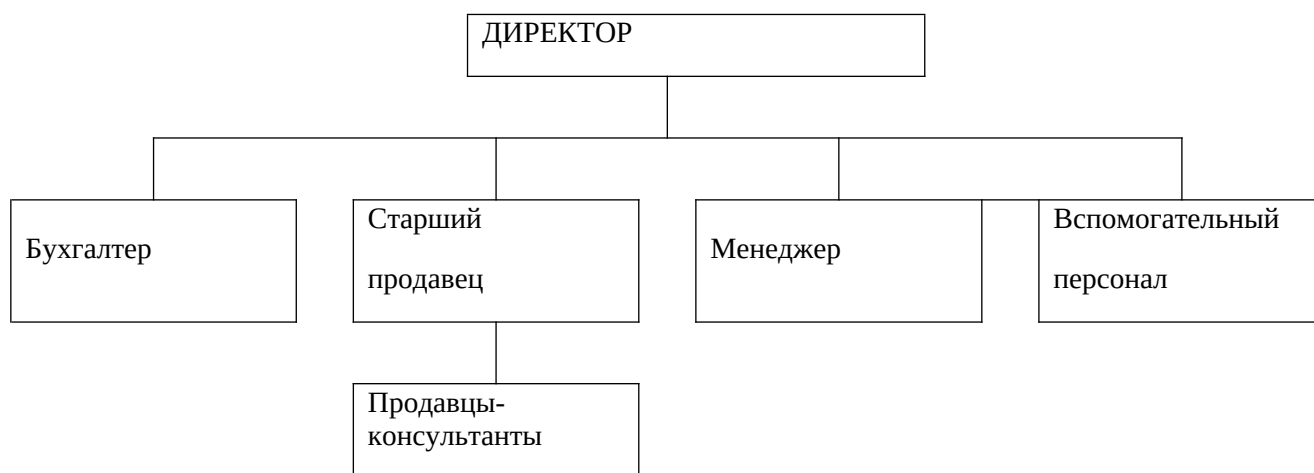 ДИРЕКТОР
Бухгалтер
Старший
продавец
Менеджер
Вспомогательный
персонал
Продавцы-
консультанты